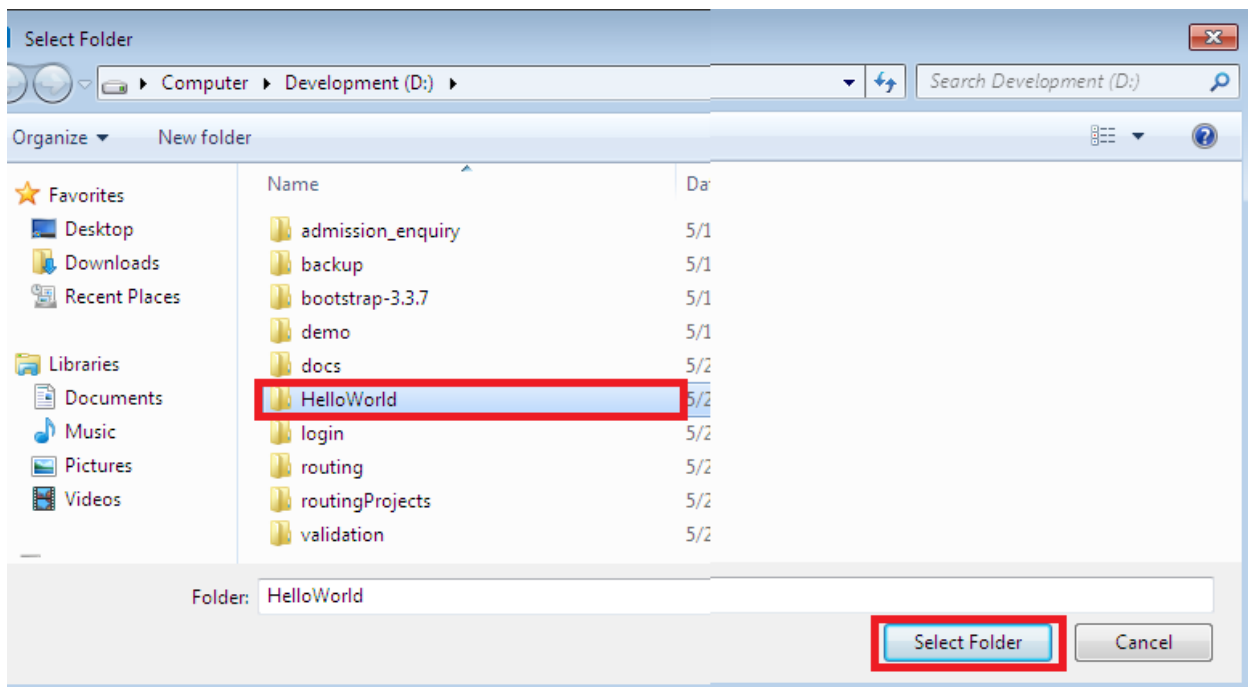 Select Folder
Computer Development (D:) Search Development (D:)
Organize New folder
Favorites
Desktop
Downloads
Recent Places
Libraries
Documents
Music
Pictures
Videos
Name Da
admission_enquiry 5/1
backup 5/1
bootstrap-3.3.7 5/1
demo 5/1
docs 5/2
HelloWorld 5/2
login 5/2
routing 5/2
routingProjects 5/2
validation 5/2
Folder: HelloWorld
Select Folder Cancel